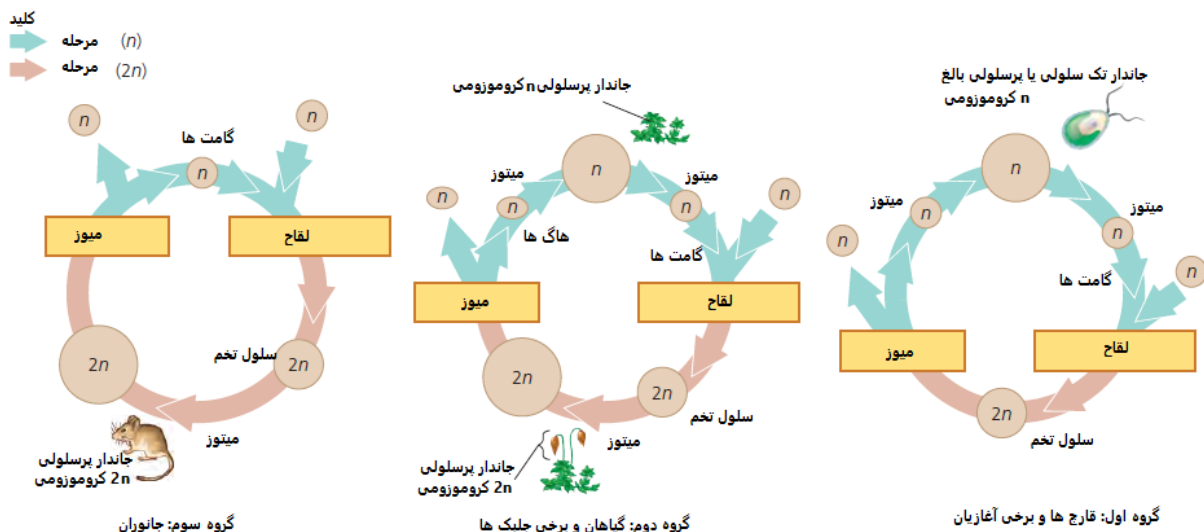 کلید
مرحله (n)
مرحله (2n)
n
n
گامت ها
n
میوز
لقاح
2n
2n
سلول تخم
میتوز
جاندار پرسلولی
2n کروموزومی
گروه سوم: جانوران
جاندار پرسلولی n کروموزومی
n
میتوز
میتوز
n
n
n
n
هاگ ها
گامت ها
میوز
لقاح
2n
2n
سلول تخم
میتوز
جاندار پرسلولی
2n کروموزومی
گروه دوم: گیاهان و برخی جلبک ها
جاندار تک سلولی یا پرسلولی بالغ
n کروموزومی
n
میتوز
میتوز
n
n
n
n
گامت ها
میوز
لقاح
2n
سلول تخم
گروه اول: قارچ ها و برخی آغازیان